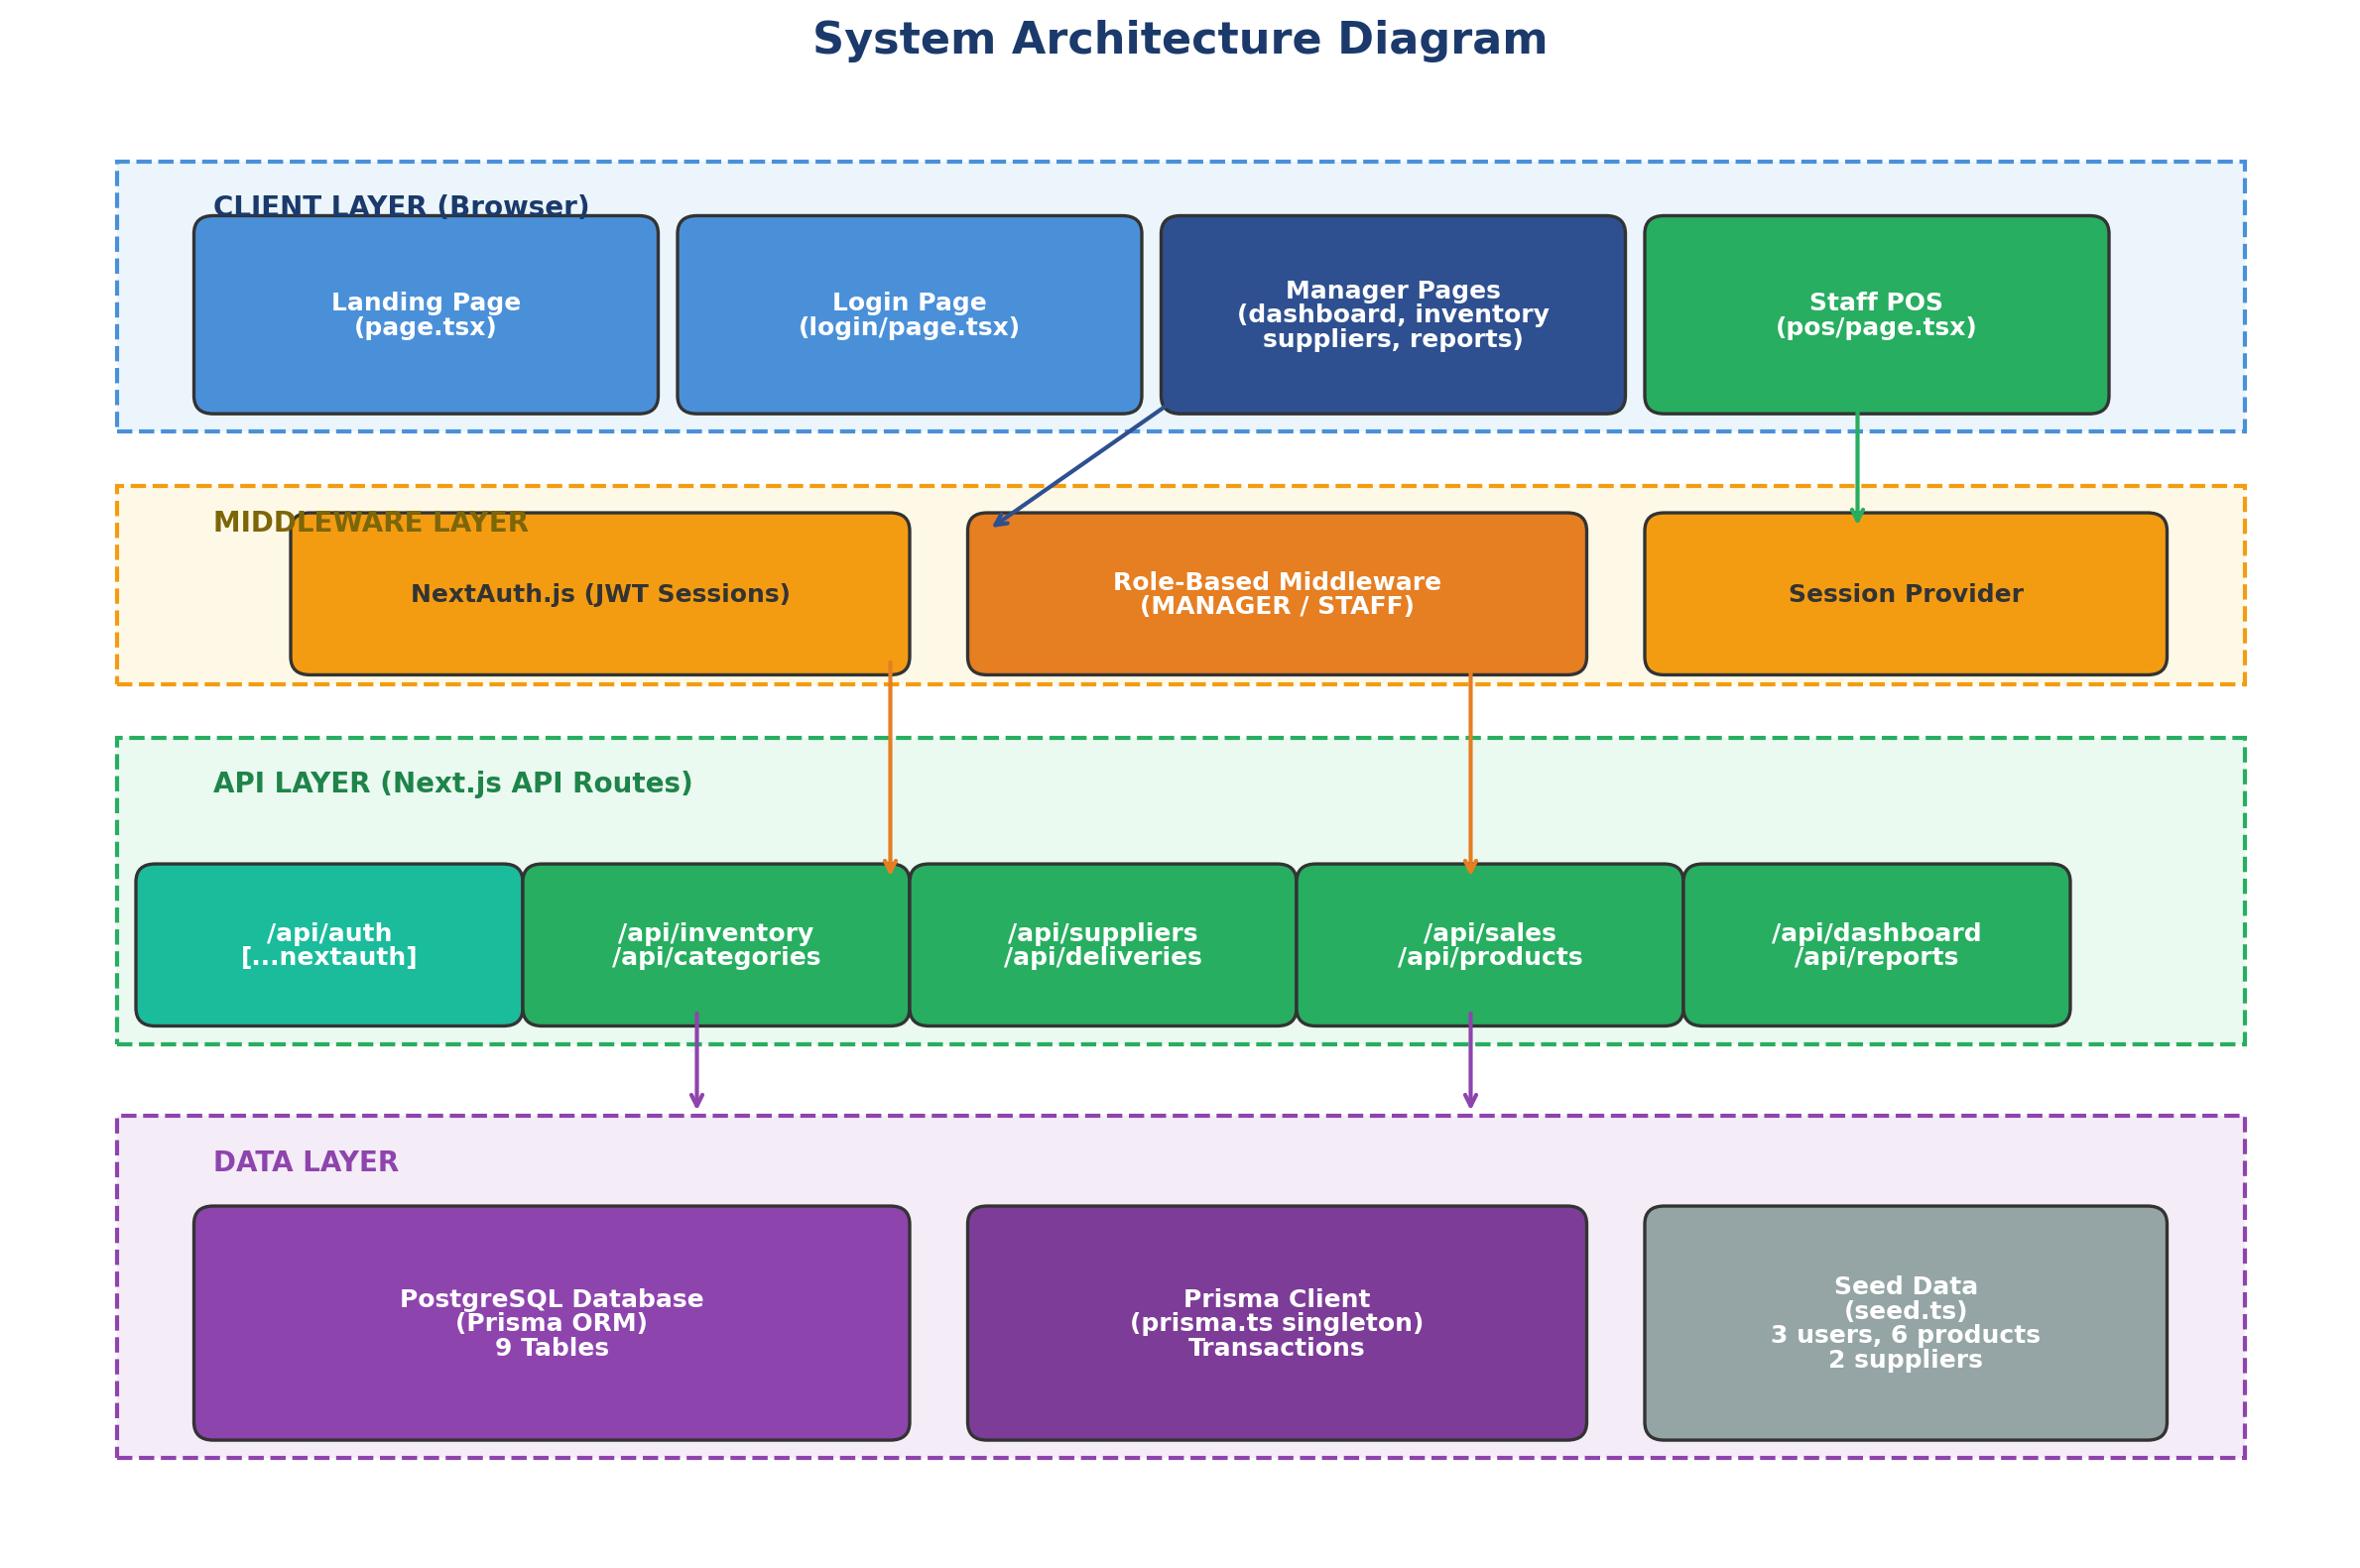 System Architecture Diagram
CLIENT LAYER (Browser)
Landing Page
(page.tsx)
Login Page
(login/page.tsx)
Manager Pages
(dashboard, inventory
suppliers, reports)
Staff POS
(pos/page.tsx)
MIDDLEWARE LAYER
NextAuth.js (JWT Sessions)
Role-Based Middleware
(MANAGER / STAFF)
Session Provider
API LAYER (Next.js API Routes)
/api/auth
[...nextauth]
/api/inventory
/api/categories
/api/suppliers
/api/deliveries
/api/sales
/api/products
/api/dashboard
/api/reports
DATA LAYER
PostgreSQL Database
(Prisma ORM)
9 Tables
Prisma Client
(prisma.ts singleton)
Transactions
Seed Data
(seed.ts)
3 users, 6 products
2 suppliers